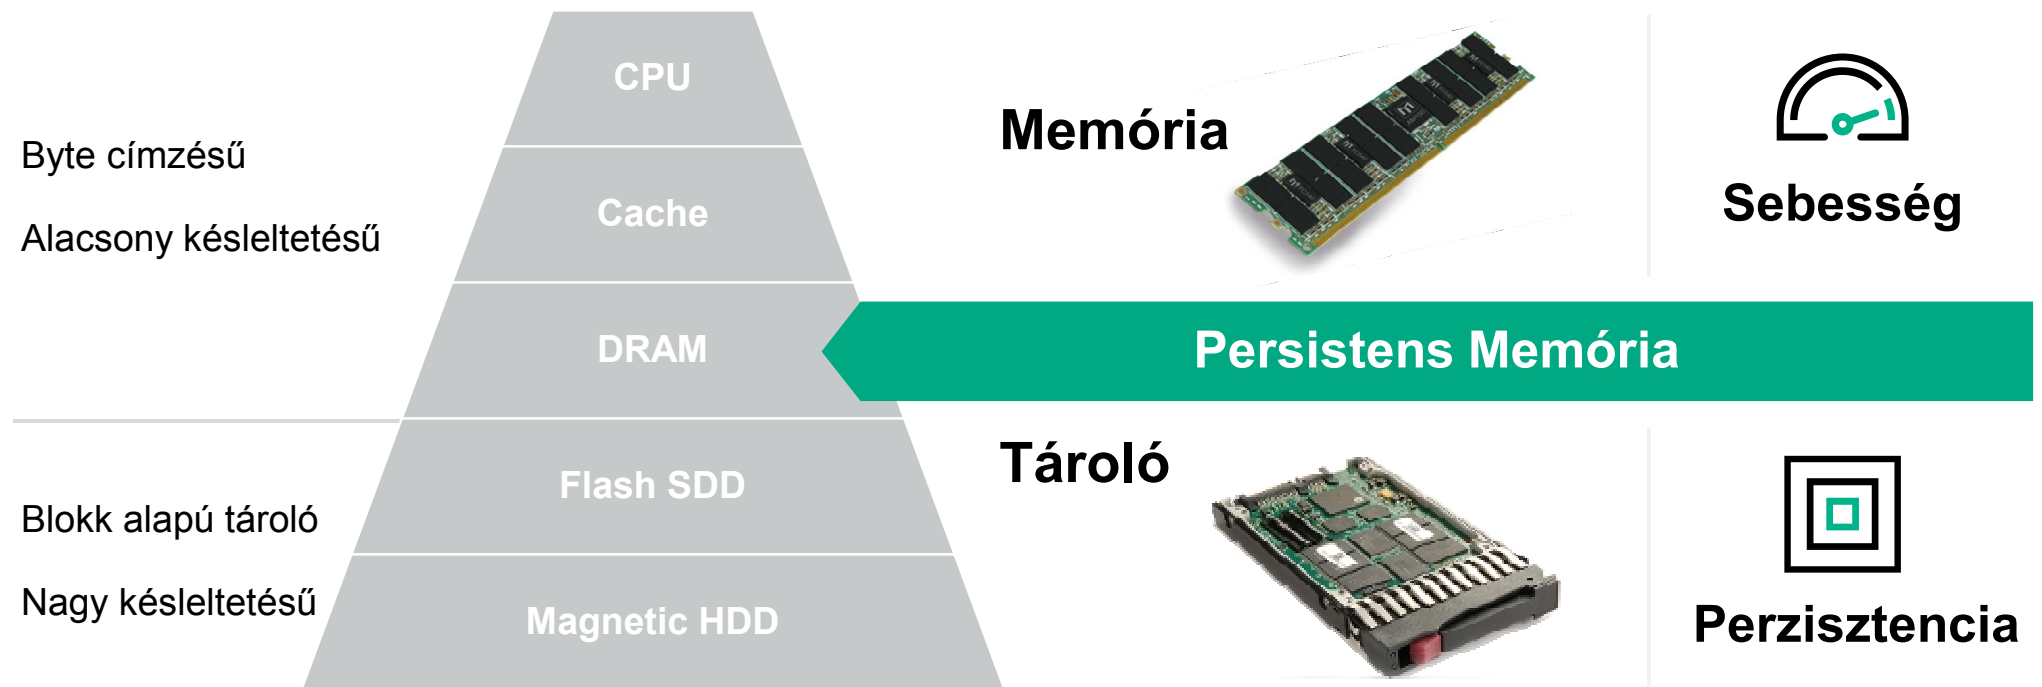 CPU
Cache
DRAM
Flash SDD
Magnetic HDD
Byte címzésű
Alacsony késleltetésű
Blokk alapú tároló
Nagy késleltetésű
Memória
Sebesség
Persistens Memória
Tároló
Perzisztencia